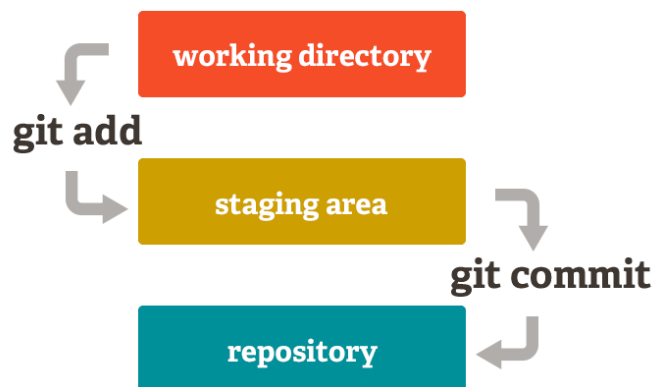 working directory
git add
staging area
git commit
repository